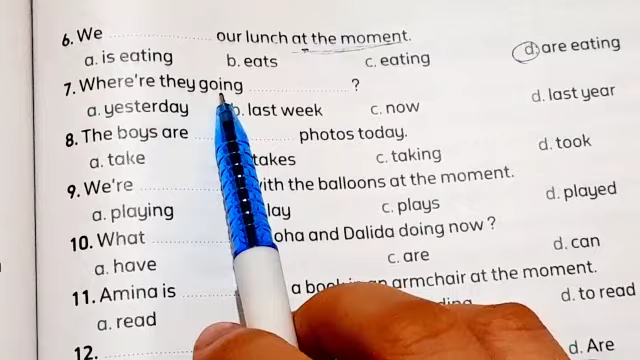 6. We .................... our lunch at the moment.
a. is eating b. eats c. eating d. are eating
7. Where're they going .................... ?
a. yesterday b. last week c. now d. last year
8. The boys are .................... photos today.
a. take takes c. taking d. took
9. We're .................... with the balloons at the moment.
a. playing lay c. plays d. played
10. What .................... oha and Dalida doing now ?
a. have c. are d. can
11. Amina is .................... a book in an armchair at the moment.
a. read ding d. to read
12. ....................
d. Are